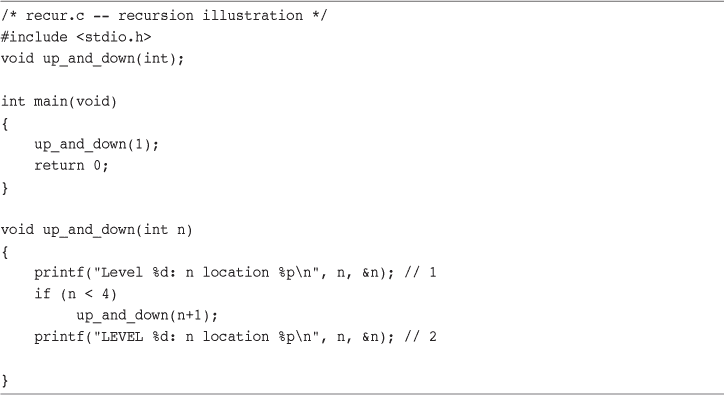 /* recur.c -- recursion illustration */
#include <stdio.h>
void up_and_down(int);

int main(void)
{
    up_and_down(1);
    return 0;
}

void up_and_down(int n)
{
    printf("Level %d: n location %p\n", n, &n); // 1
    if (n < 4)
         up_and_down(n+1);
    printf("LEVEL %d: n location %p\n", n, &n); // 2

}